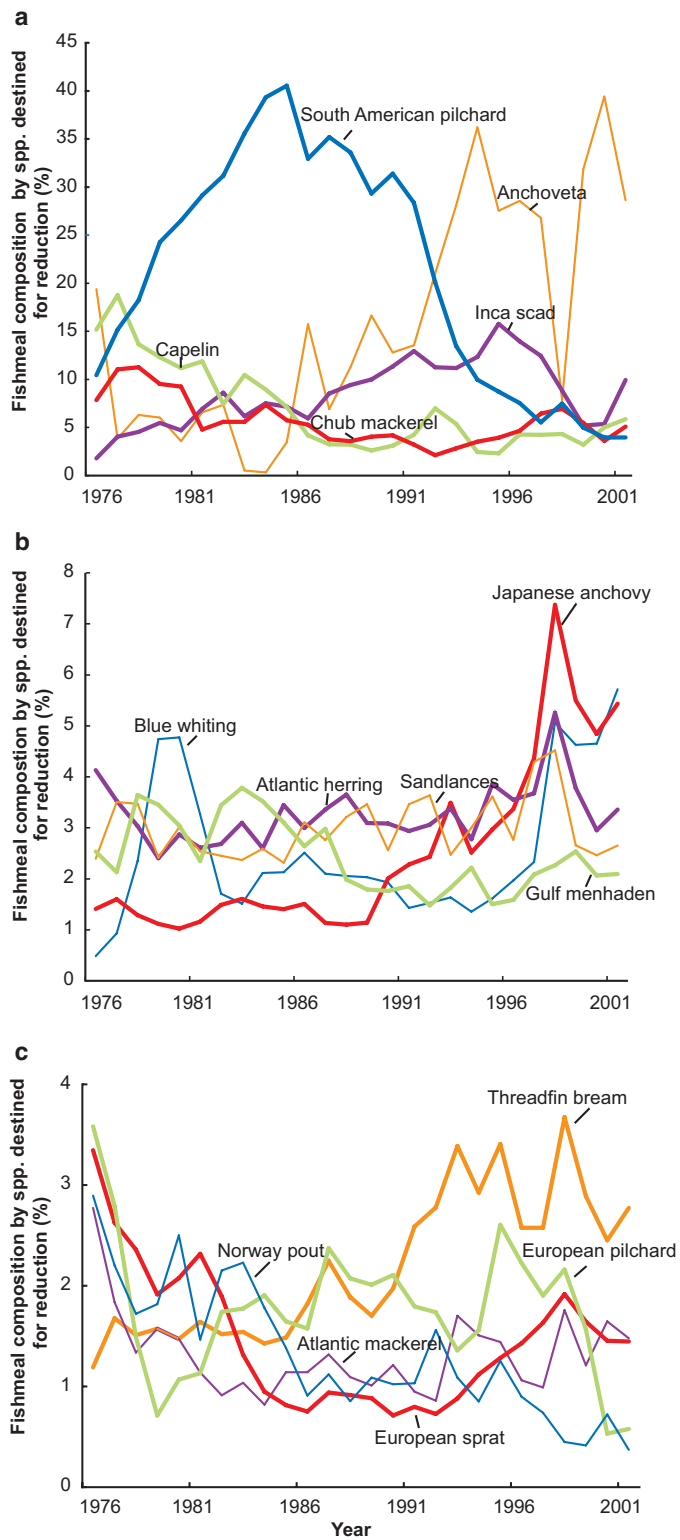 a
Fishmeal composition by spp. destined
for reduction (%)
45
40
35
30
25
20
15
10
5
0
South American pilchard
Anchoveta
Inca scad
Capelin
Chub mackerel
1976 1981 1986 1991 1996 2001
b
Fishmeal compostion by spp. destined
for reduction (%)
8
7
6
5
4
3
2
1
0
Japanese anchovy
Blue whiting
Atlantic herring
Sandlances
Gulf menhaden
1976 1981 1986 1991 1996 2001
c
Fishmeal composition by spp. destined
for reduction (%)
4
3
2
1
0
Threadfin bream
Norway pout
European pilchard
Atlantic mackerel
European sprat
1976 1981 1986 1991 1996 2001
Year